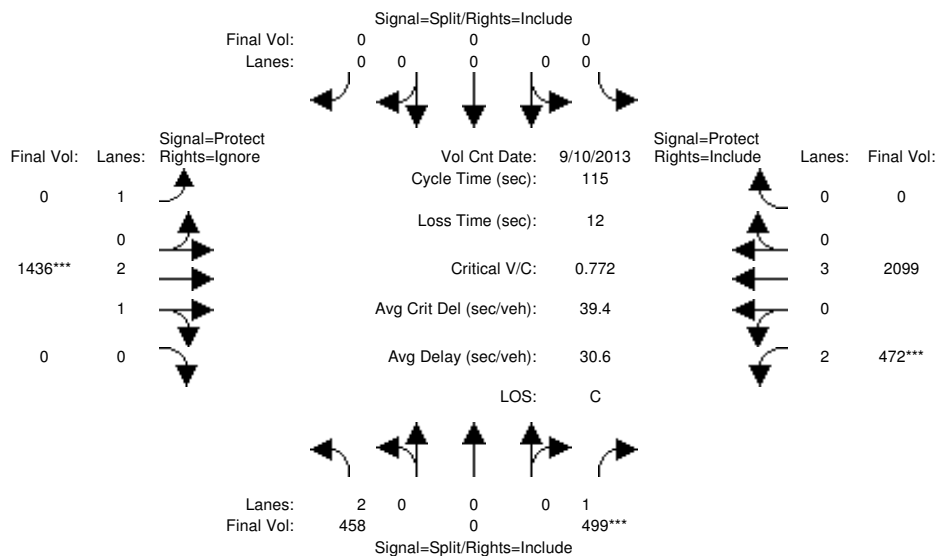 Signal=Split/Rights=Include
Final Vol: 0 0 0
Lanes: 0 0 0 0 0
Signal=Protect
Final Vol: Lanes: Rights=Ignore
Vol Cnt Date: 9/10/2013
Signal=Protect
Rights=Include Lanes: Final Vol:
Cycle Time (sec): 115
0 1
0 0
Loss Time (sec): 12
0
0
1436*** 2
Critical V/C: 0.772
3 2099
1
Avg Crit Del (sec/veh): 39.4
0
0 0
Avg Delay (sec/veh): 30.6
2 472***
LOS: C
Lanes: 2 0 0 0 1
Final Vol: 458 0 499***
Signal=Split/Rights=Include